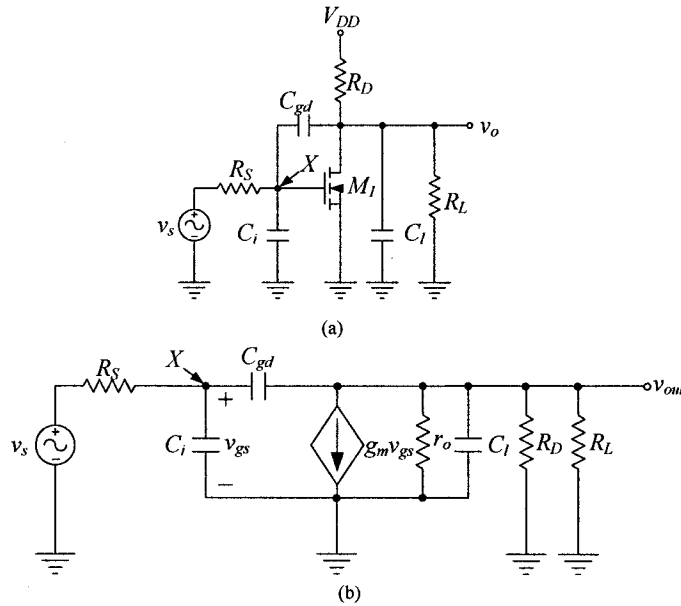 V_DD
R_D
C_gd
v_o
X
R_S
M_1
R_L
v_s
C_i
C_l
(a)
X
C_gd
R_S
v_out
+
v_s
C_i
v_gs
g_m v_gs
r_o
C_l
R_D
R_L
−
(b)